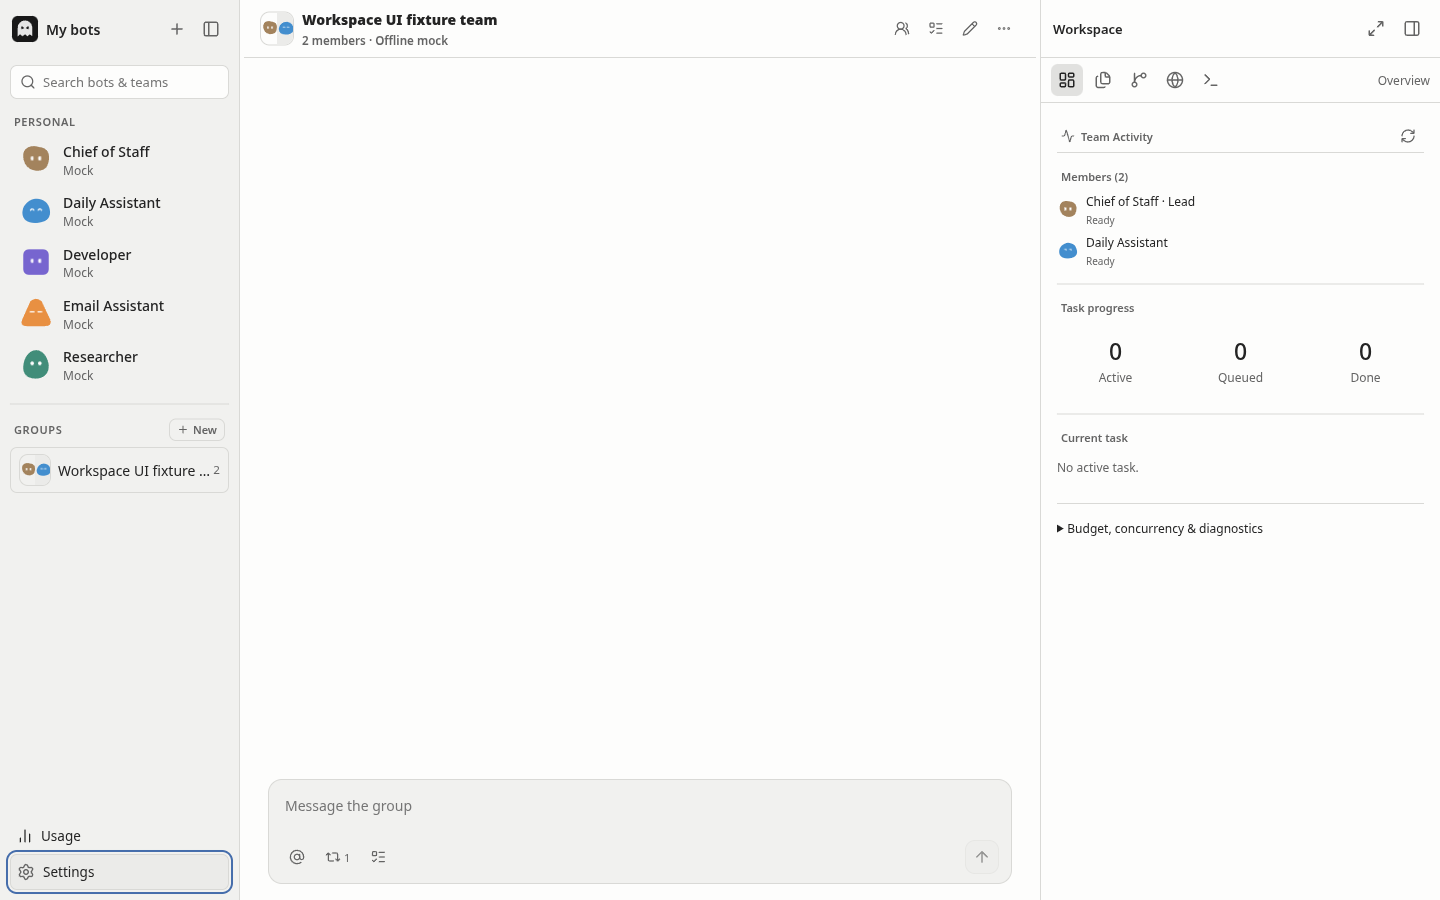 My bots
Search bots & teams
PERSONAL
Chief of Staff
Mock
Daily Assistant
Mock
Developer
Mock
Email Assistant
Mock
Researcher
Mock
GROUPS
New
Workspace UI fixture ... 2
Usage
Settings
Workspace UI fixture team
2 members · Offline mock
Message the group
1
Workspace
Overview
Team Activity
Members (2)
Chief of Staff · Lead
Ready
Daily Assistant
Ready
Task progress
0 0 0
Active Queued Done
Current task
No active task.
Budget, concurrency & diagnostics